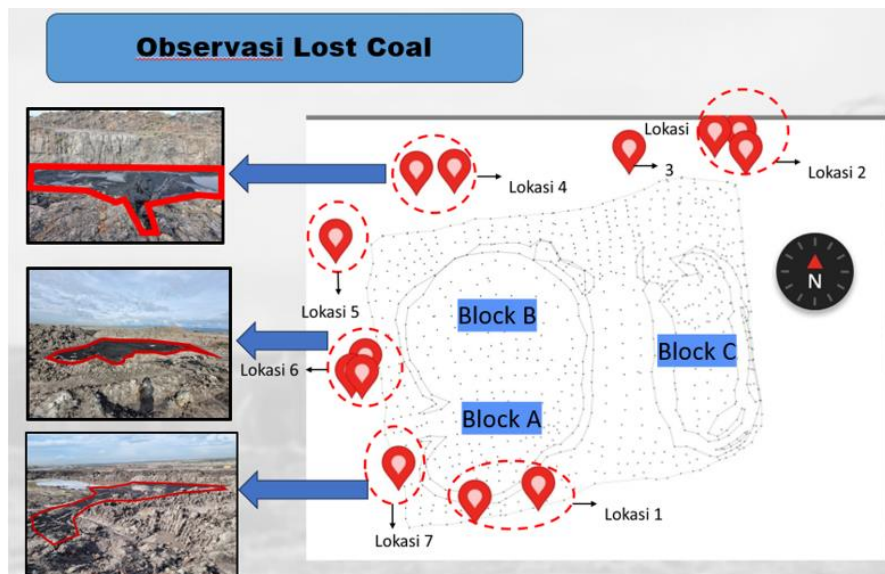 Observasi Lost Coal
Lokasi
3
Lokasi 2
Lokasi 4
Lokasi 5
Block B
Block C
N
Lokasi 6
Block A
Lokasi 1
Lokasi 7